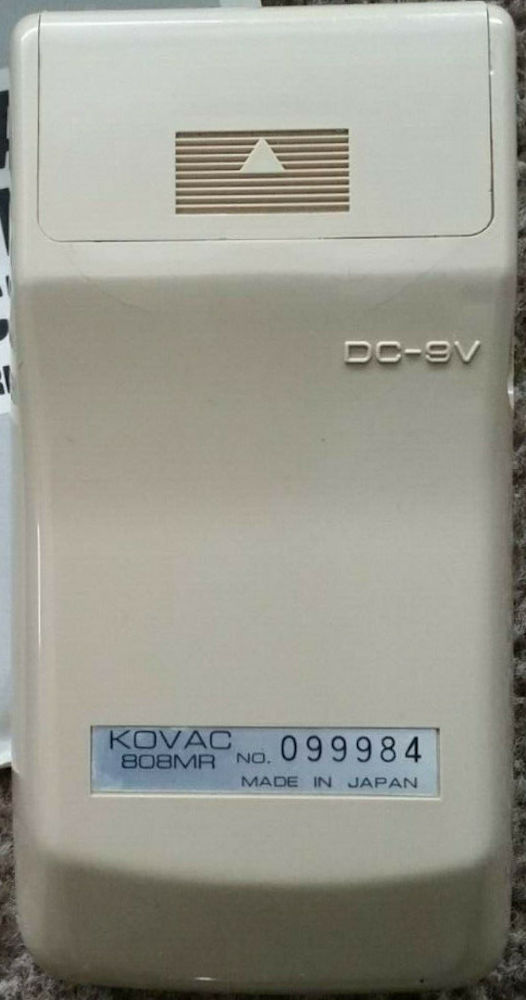 DC-9V
KOVAC
808MR NO. 099984
MADE IN JAPAN